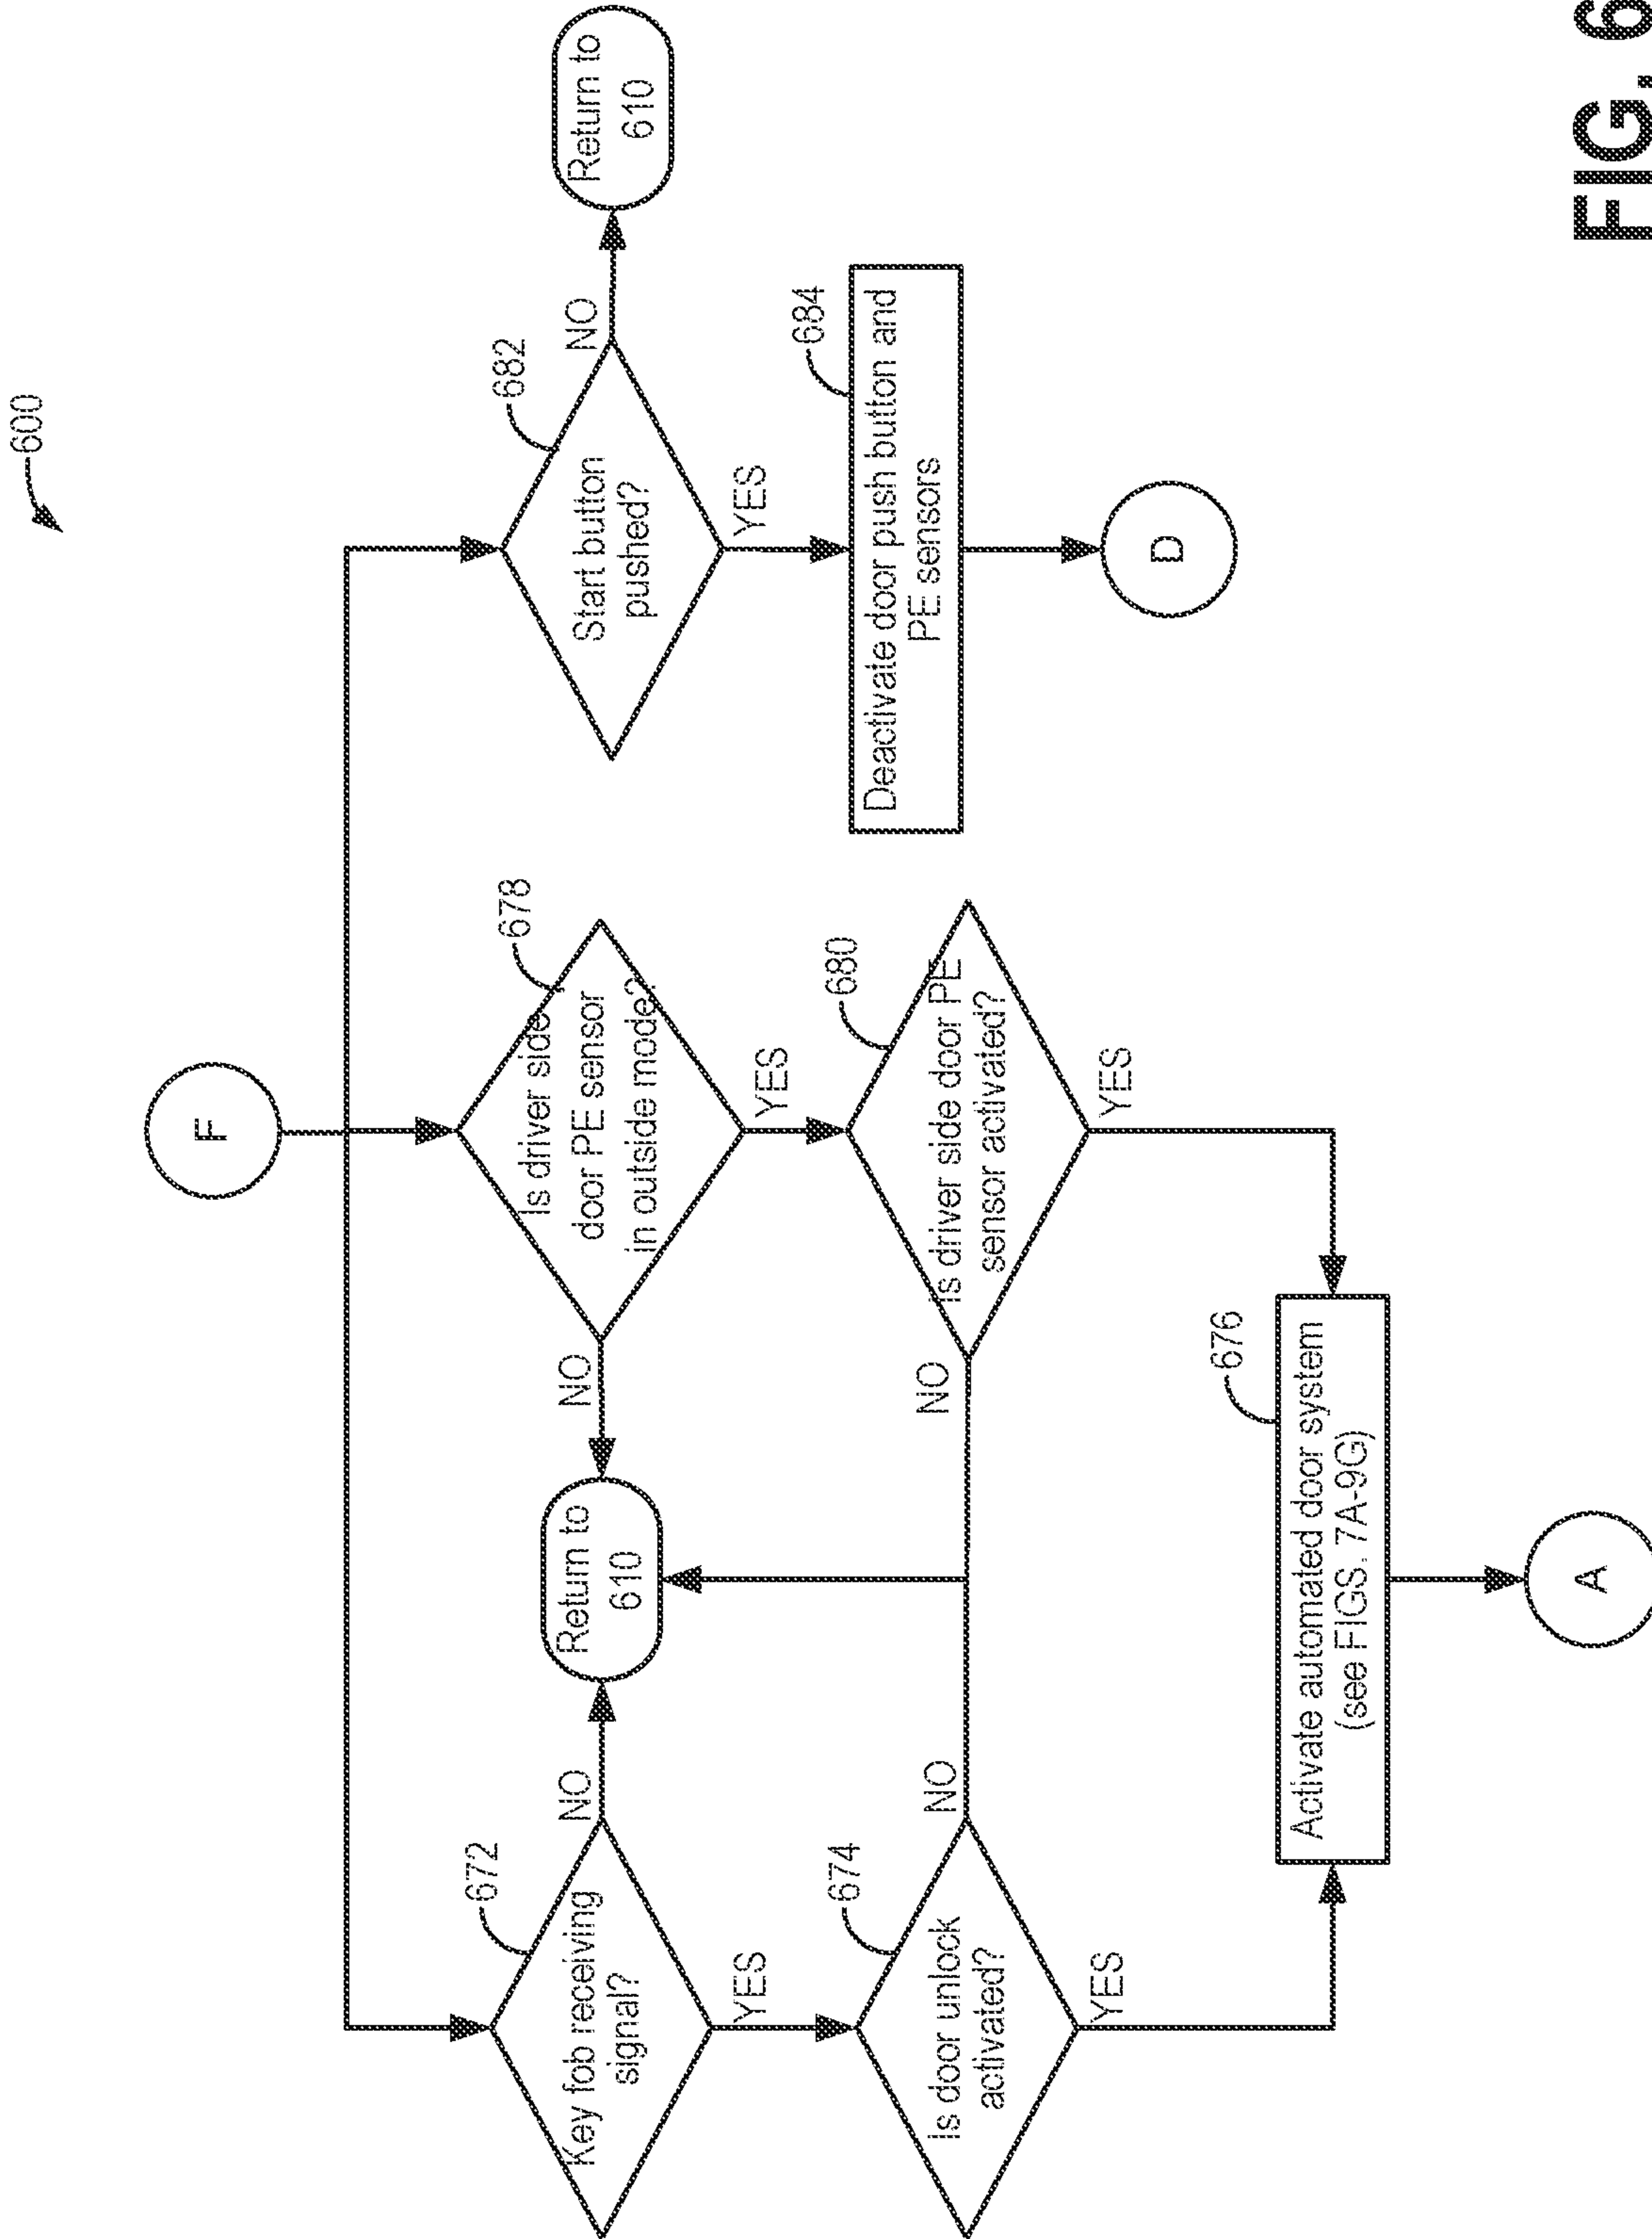 600
F
672
Key fob receiving
signal?
NO
YES
Return to
610
678
Is driver side
door PE sensor
in outside mode?
NO
YES
682
Start button
pushed?
NO
YES
Return to
610
674
Is door unlock
activated?
NO
YES
680
Is driver side door PE
sensor activated?
NO
YES
684
Deactivate door push button and
PE sensors
D
676
Activate automated door system
(see FIGS. 7A-9G)
A
FIG. 6